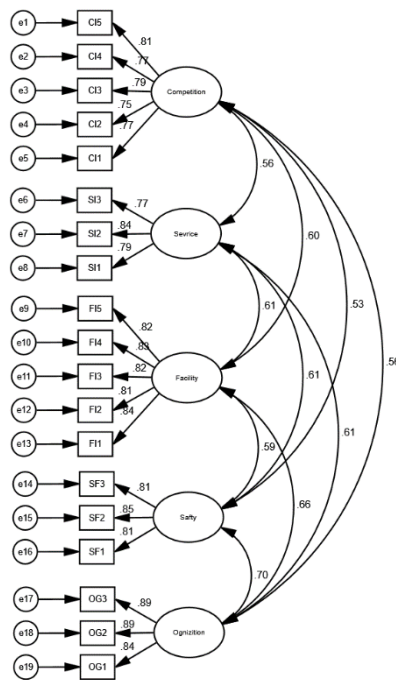 e1 CI5 .81
e2 CI4 .77
e3 CI3 .79 Competition
e4 CI2 .75
e5 CI1 .77
.56
e6 SI3 .77
e7 SI2 .84 Sevrice
e8 SI1 .79
.60
.61
.53
.56
e9 FI5 .82
e10 FI4 .83
e11 FI3 .82 Facility
e12 FI2 .81
e13 FI1 .84
.61
.61
.59
e14 SF3 .81
e15 SF2 .85 Safty
e16 SF1 .81
.66
.70
e17 OG3 .89
e18 OG2 .89 Ognizition
e19 OG1 .84